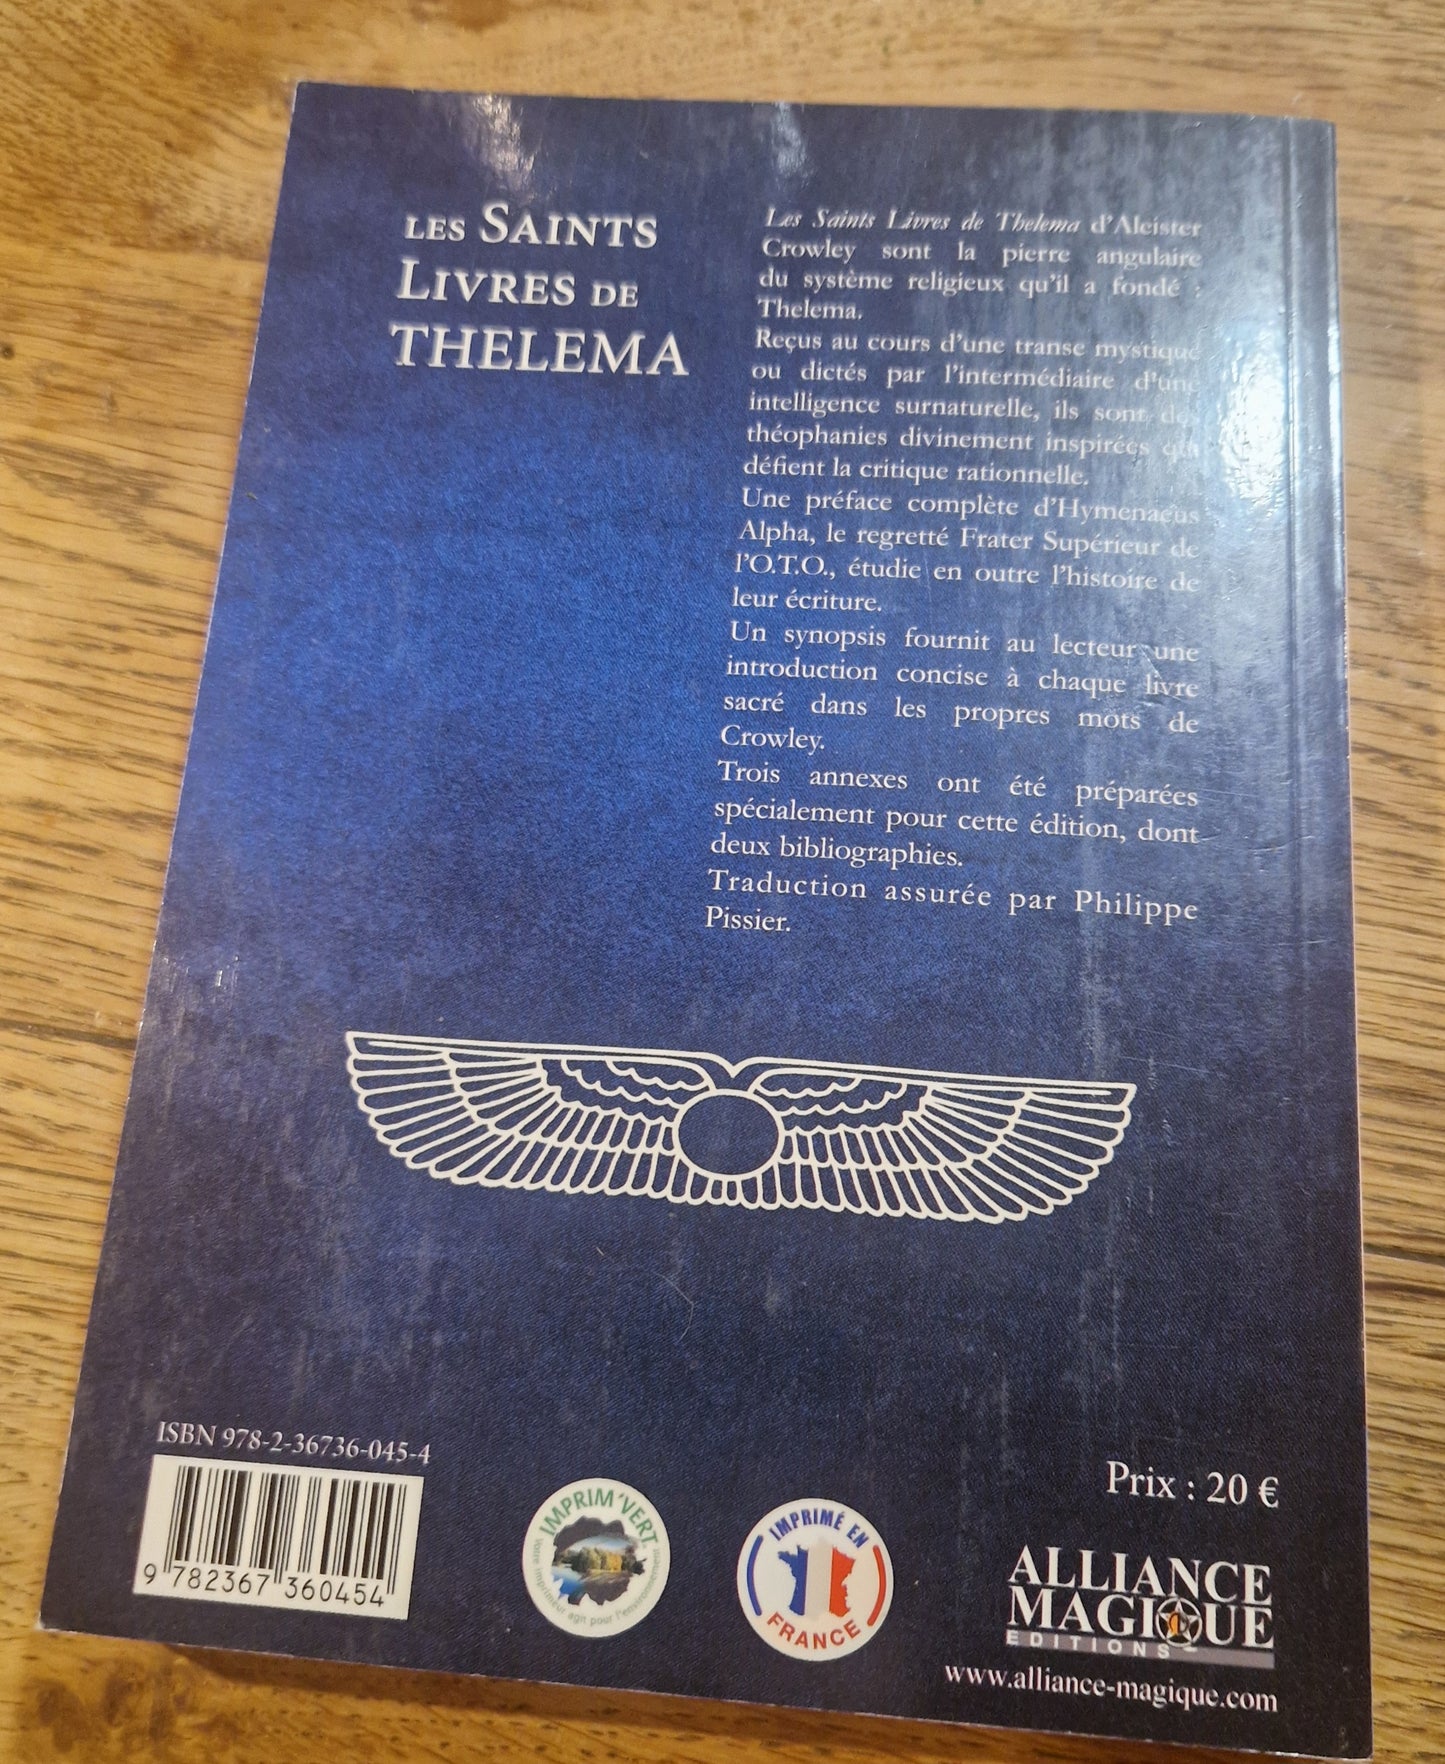 LES SAINTS
LIVRES DE
THELEMA
Les Saints Livres de Thelema d'Aleister
Crowley sont la pierre angulaire
du système religieux qu'il a fondé :
Thelema.
Reçus au cours d'une transe mystique
ou dictés par l'intermédiaire d'une
intelligence surnaturelle, ils sont des
théophanies divinement inspirées qui
défient la critique rationnelle.
Une préface complète d'Hymenaeus
Alpha, le regretté Frater Supérieur de
l'O.T.O., étudie en outre l'histoire de
leur écriture.
Un synopsis fournit au lecteur une
introduction concise à chaque livre
sacré dans les propres mots de
Crowley.
Trois annexes ont été préparées
spécialement pour cette édition, dont
deux bibliographies.
Traduction assurée par Philippe
Pissier.
ISBN 978-2-36736-045-4
9 782367 360454
IMPRIM'VERT
Votre imprimeur agit pour l'environnement
IMPRIMÉ EN
FRANCE
Prix : 20 €
ALLIANCE
MAGIQUE
EDITIONS
www.alliance-magique.com